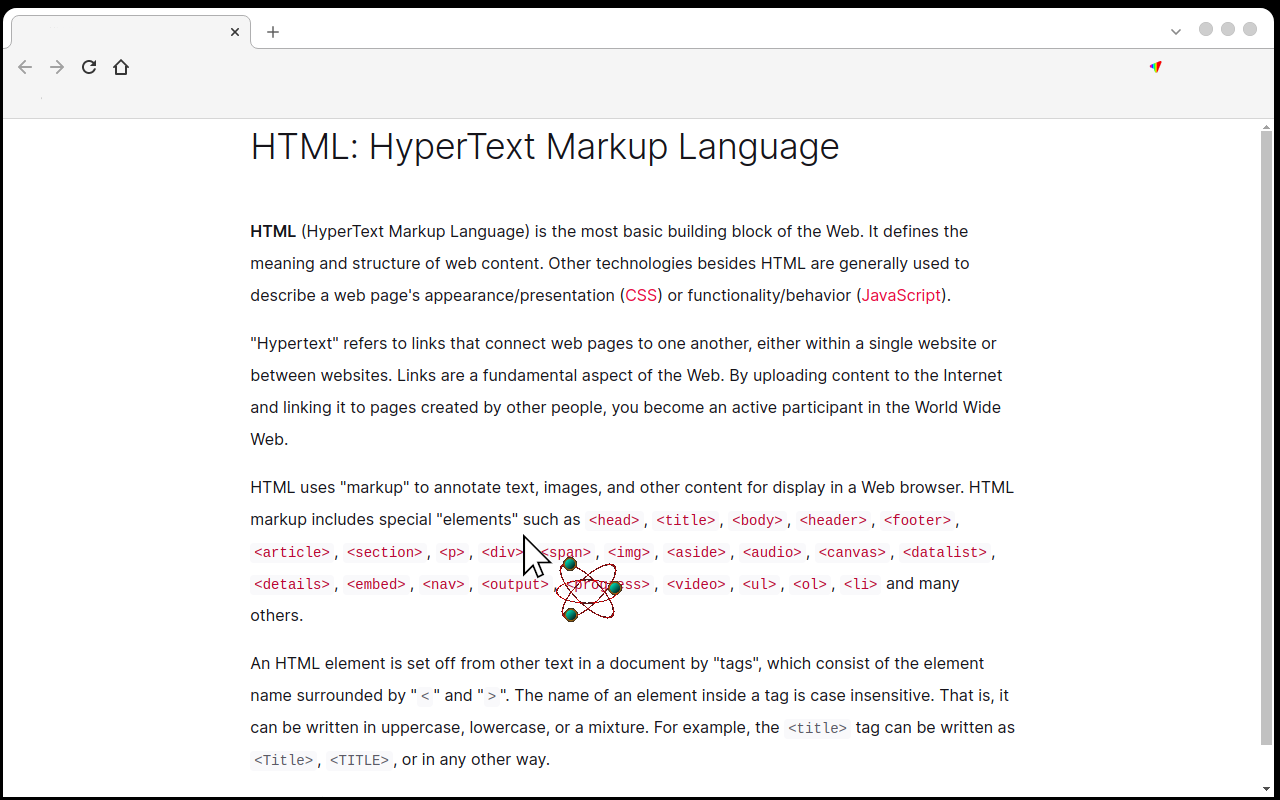 HTML: HyperText Markup Language
HTML (HyperText Markup Language) is the most basic building block of the Web. It defines the
meaning and structure of web content. Other technologies besides HTML are generally used to
describe a web page's appearance/presentation (CSS) or functionality/behavior (JavaScript).
"Hypertext" refers to links that connect web pages to one another, either within a single website or
between websites. Links are a fundamental aspect of the Web. By uploading content to the Internet
and linking it to pages created by other people, you become an active participant in the World Wide
Web.
HTML uses "markup" to annotate text, images, and other content for display in a Web browser. HTML
markup includes special "elements" such as <head>, <title>, <body>, <header>, <footer>,
<article>, <section>, <p>, <div>, <span>, <img>, <aside>, <audio>, <canvas>, <datalist>,
<details>, <embed>, <nav>, <output>, <progress>, <video>, <ul>, <ol>, <li> and many
others.
An HTML element is set off from other text in a document by "tags", which consist of the element
name surrounded by "<" and ">". The name of an element inside a tag is case insensitive. That is, it
can be written in uppercase, lowercase, or a mixture. For example, the <title> tag can be written as
<Title>, <TITLE>, or in any other way.